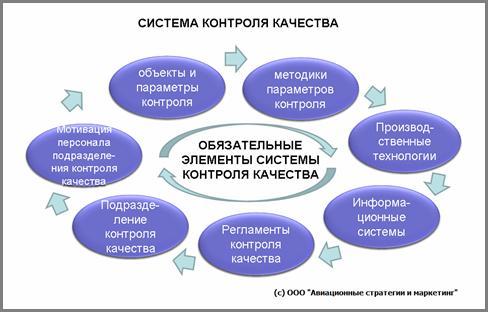 СИСТЕМА КОНТРОЛЯ КАЧЕСТВА
объекты и
параметры
контроля
методики
параметров
контроля
Производ-
ственные
технологии
Информа-
ционные
системы
Регламенты
контроля
качества
Подразде-
ление
контроля
качества
Мотивация
персонала
подразделе-
ния контроля
качества
ОБЯЗАТЕЛЬНЫЕ
ЭЛЕМЕНТЫ СИСТЕМЫ
КОНТРОЛЯ КАЧЕСТВА
(c) ООО "Авиационные стратегии и маркетинг"